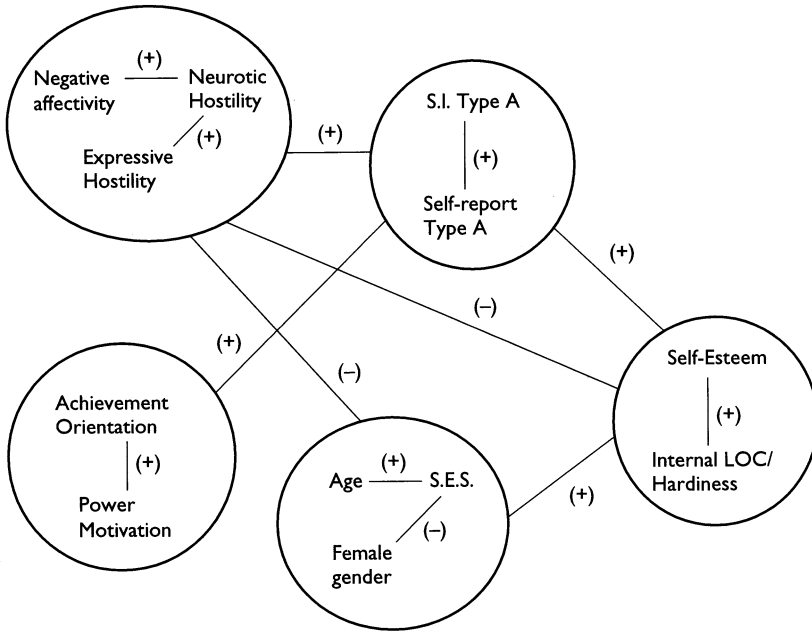 Negative
affectivity
(+)
Neurotic
Hostility
(+)
Expressive
Hostility
(+)
S.I. Type A
(+)
Self-report
Type A
(+)
(–)
(+)
(–)
Self-Esteem
(+)
Internal LOC/
Hardiness
Achievement
Orientation
(+)
Power
Motivation
Age
(+)
S.E.S.
(–)
Female
gender
(+)